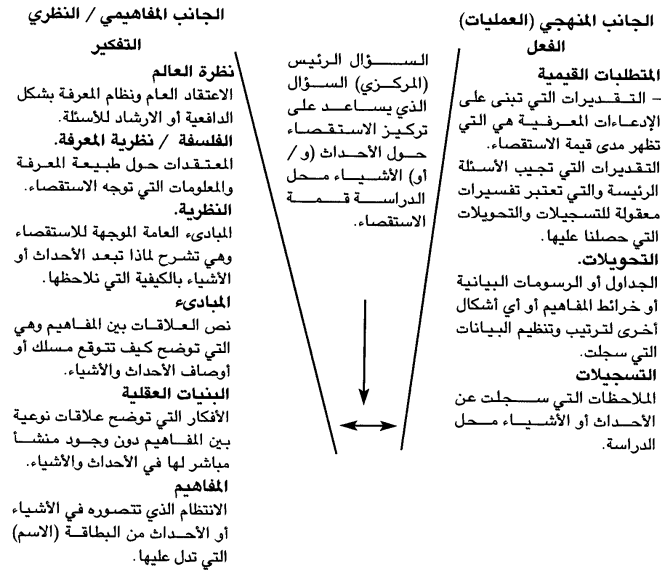 الجانب المنهجي (العمليات)
الفعل
المتطلبات القيمية
– التقديرات التي تبنى على
الإدعاءات المعرفية هي التي
تظهر مدى قيمة الاستقصاء.
التقديرات التي تجيب الأسئلة
الرئيسة والتي تعتبر تفسيرات
معقولة للتسجيلات والتحويلات
التي حصلنا عليها.
التحويلات.
الجداول أو الرسومات البيانية
أو خرائط المفاهيم أو أي أشكال
أخرى لترتيب وتنظيم البيانات
التي سجلت.
التسجيلات
الملاحظات التي سجلت عن
الأحداث أو الأشياء محل
الدراسة.
السؤال الرئيس
(المركزي) السؤال
الذي يساعد على
تركيز الاستقصاء
حول الأحداث (و /
أو) الأشياء محل
الدراسة قمة
الاستقصاء.
الجانب المفاهيمي / النظري
التفكير
نظرة العالم
الاعتقاد العام ونظام المعرفة بشكل
الدافعية أو الارشاد للأسئلة.
الفلسفة / نظرية المعرفة.
المعتقدات حول طبيعة المعرفة
والمعلومات التي توجه الاستقصاء.
النظرية.
المبادىء العامة الموجهة للاستقصاء
وهي تشرح لماذا تبعد الأحداث أو
الأشياء بالكيفية التي نلاحظها.
المبادىء
نص العلاقات بين المفاهيم وهي
التي توضح كيف تتوقع مسلك أو
أوصاف الأحداث والأشياء.
البنيات العقلية
الأفكار التي توضح علاقات نوعية
بين المفاهيم دون وجود منشأ
مباشر لها في الأحداث والأشياء.
المفاهيم
الانتظام الذي تتصوره في الأشياء
أو الأحداث من البطاقة (الاسم)
التي تدل عليها.